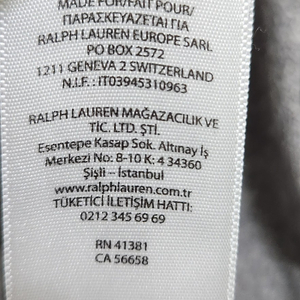 MADE FOR/FAIT POUR/
ΠΑΡΑΣΚΕΥΑΖΕΤΑΙ ΓΙΑ
RALPH LAUREN EUROPE SARL
PO BOX 2572
1211 GENEVA 2 SWITZERLAND
N.I.F. : IT03945310963
RALPH LAUREN MAĞAZACILIK VE
TİC. LTD. ŞTİ.
Esentepe Kasap Sok. Altınay İş
Merkezi No: 8-10 K: 4 34360
Şişli – İstanbul
www.ralphlauren.com.tr
TÜKETİCİ İLETİŞİM HATTI:
0212 345 69 69
RN 41381
CA 56658